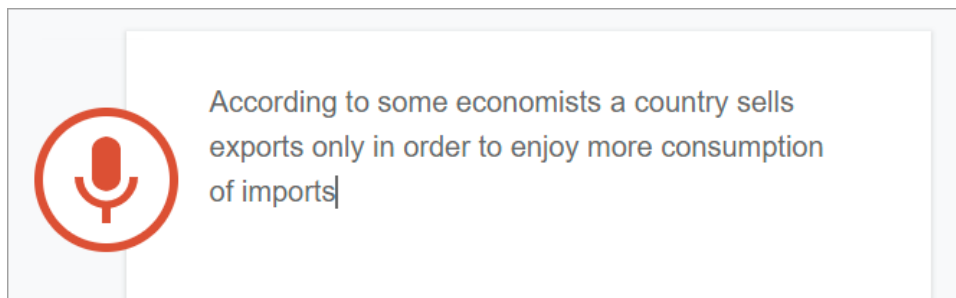 According to some economists a country sells
exports only in order to enjoy more consumption
of imports